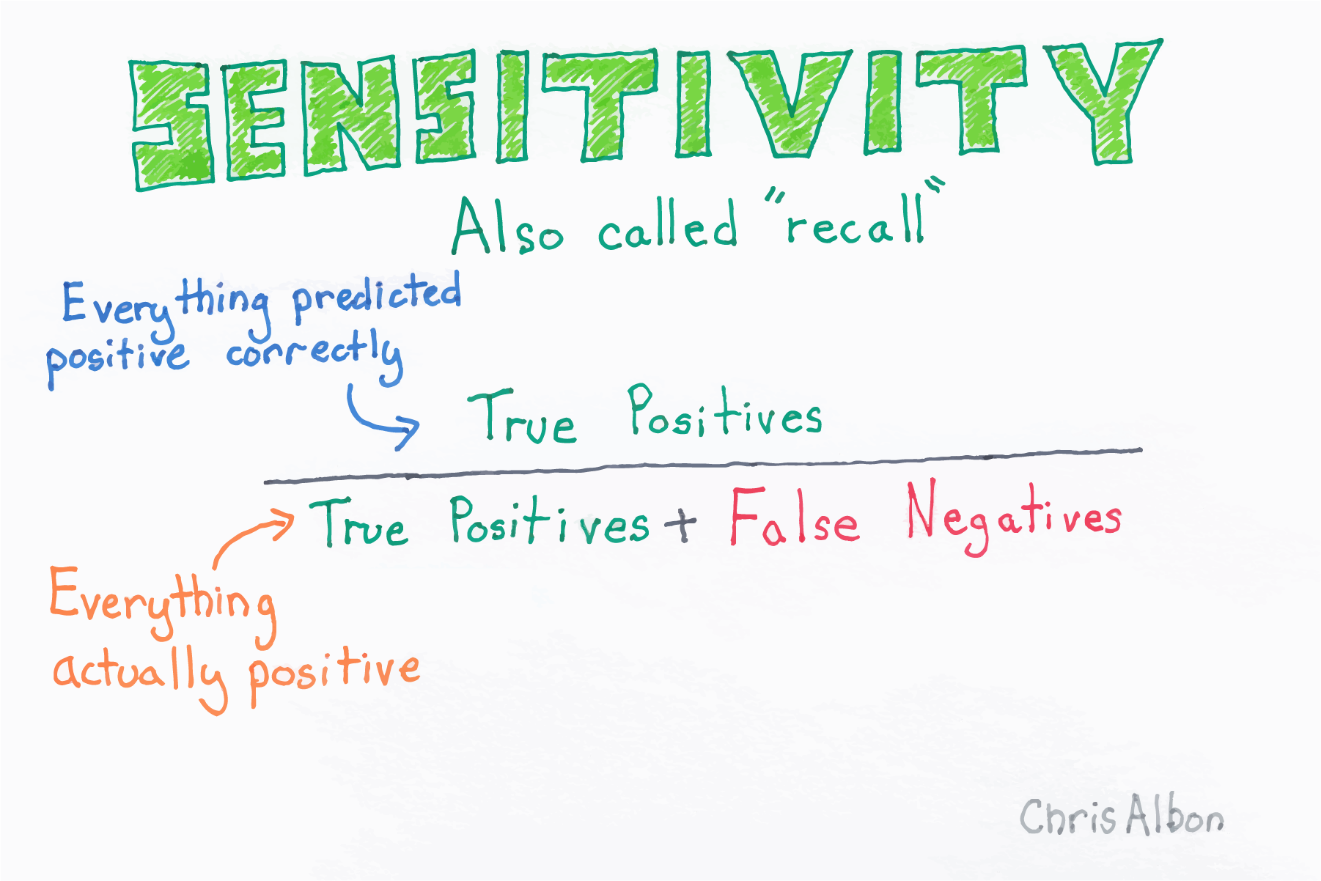 SENSITIVITY
Also called "recall"
Everything predicted
positive correctly
True Positives
True Positives + False Negatives
Everything
actually positive
Chris Albon